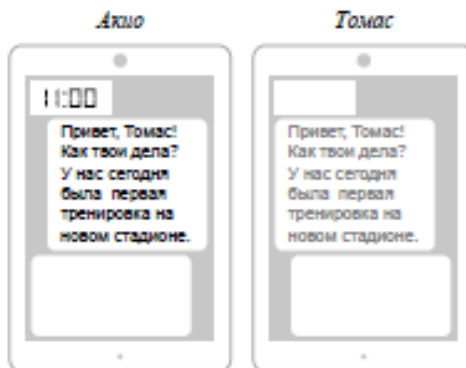 Акио
Томас
11:00
Привет, Томас!
Как твои дела?
У нас сегодня
была первая
тренировка на
новом стадионе.
Привет, Томас!
Как твои дела?
У нас сегодня
была первая
тренировка на
новом стадионе.